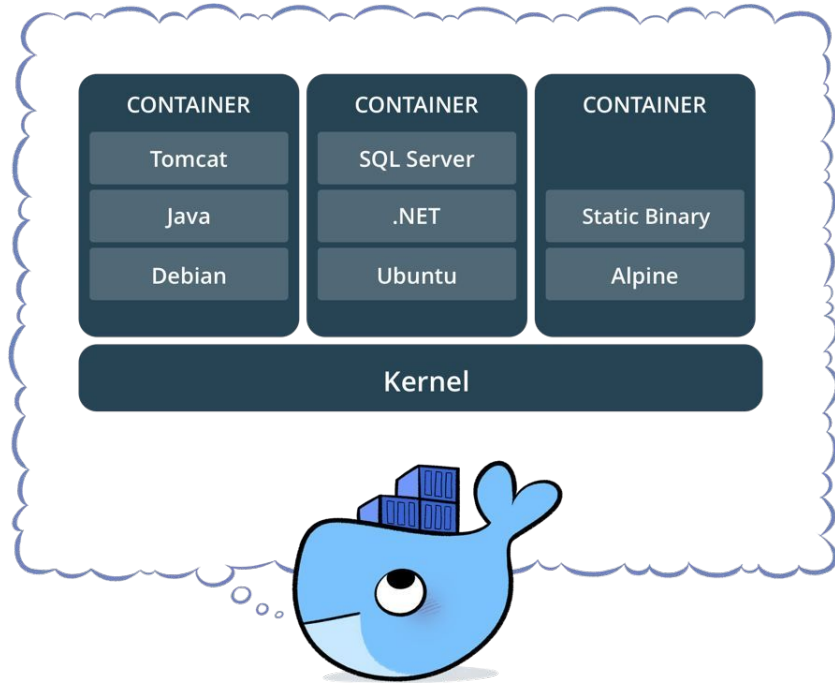 CONTAINER
Tomcat
Java
Debian
CONTAINER
SQL Server
.NET
Ubuntu
CONTAINER
Static Binary
Alpine
Kernel